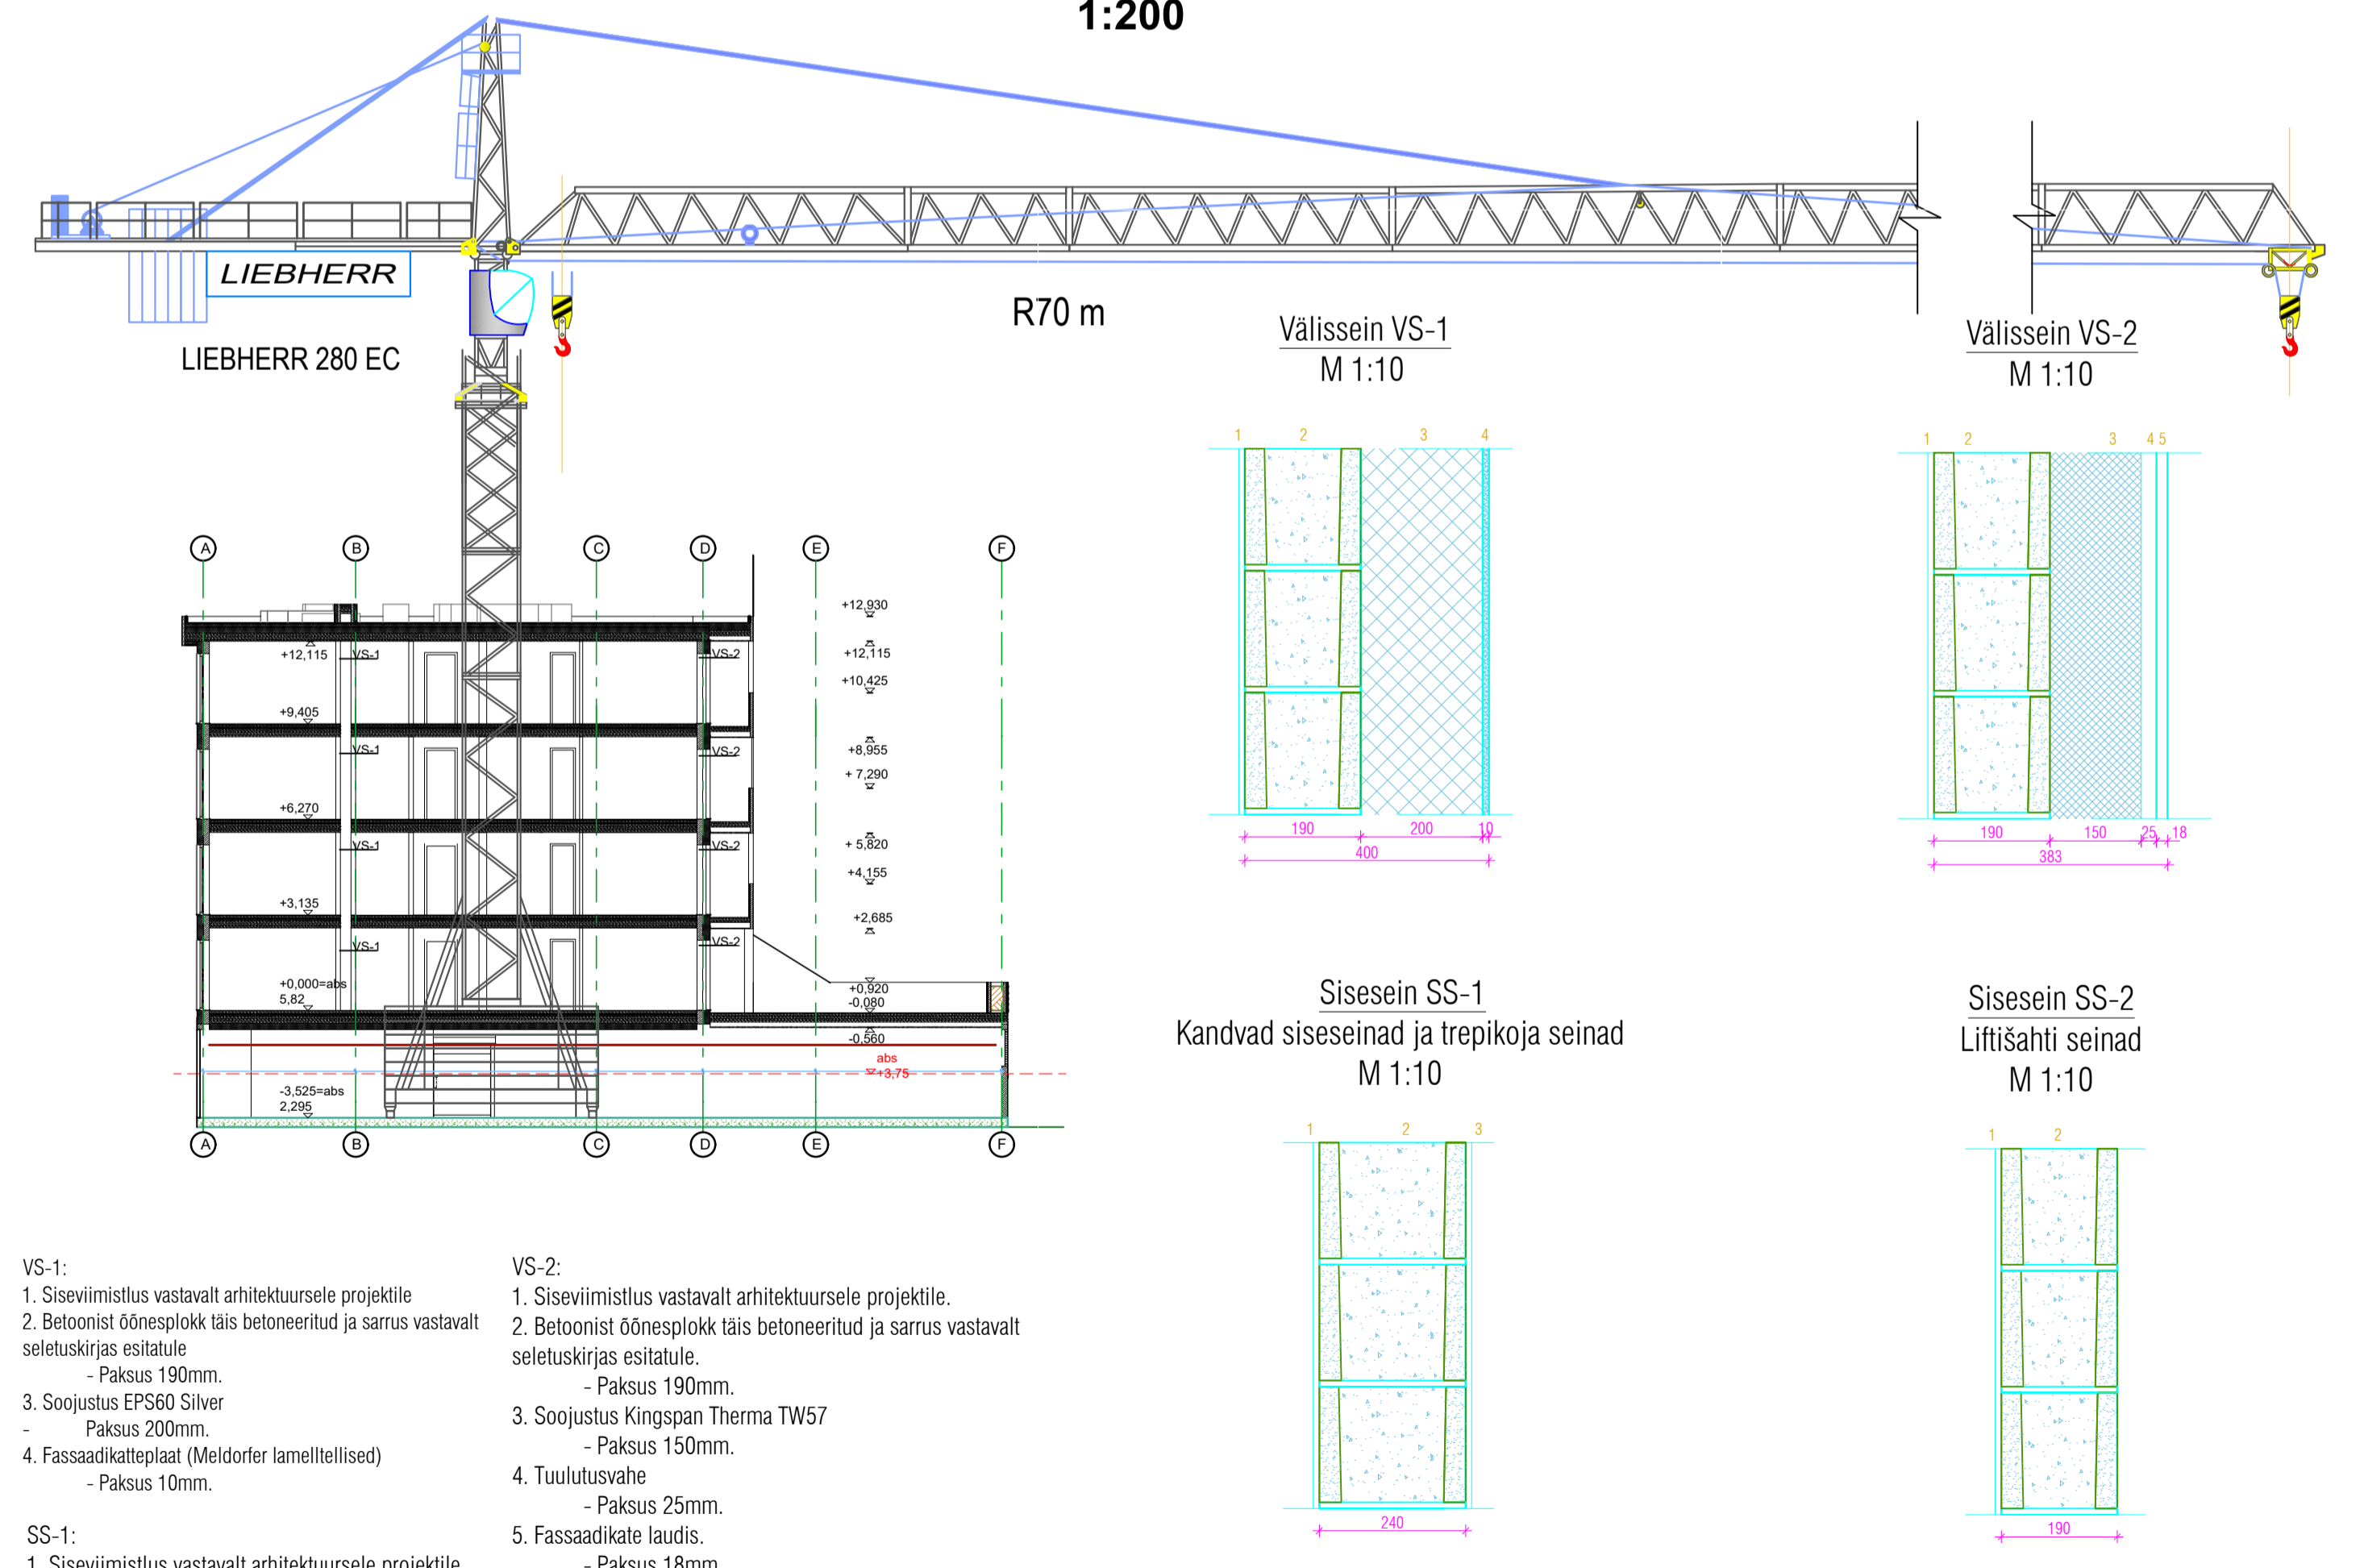 1:200
LIEBHERR
R70 m
LIEBHERR 280 EC
Välissein VS-1
M 1:10
Välissein VS-2
M 1:10
1 2 3 4
1 2 3 4 5
190 200 10
400
190 150 25 18
383
A B C D E F
+12,930
+12,115 VS-1 VS-2 +12,115
+10,425
+9,405
VS-1 VS-2 +8,955
+ 7,290
+6,270
VS-1 VS-2 + 5,820
+4,155
+3,135
+2,685
VS-1 VS-2
+0,000=abs
5,82
+0,920
-0,080
-0,560
abs
+3,75
-3,525=abs
2,295
A B C D E F
Sisesein SS-1
Kandvad siseseinad ja trepikoja seinad
M 1:10
Sisesein SS-2
Liftišahti seinad
M 1:10
1 2 3
1 2
240
190
VS-1:
1. Siseviimistlus vastavalt arhitektuursele projektile
2. Betoonist õõnesplokk täis betoneeritud ja sarrus vastavalt
seletuskirjas esitatule
- Paksus 190mm.
3. Soojustus EPS60 Silver
- Paksus 200mm.
4. Fassaadikatteplaat (Meldorfer lamelltellised)
- Paksus 10mm.
SS-1:
1. Siseviimistlus vastavalt arhitektuursele projektile
VS-2:
1. Siseviimistlus vastavalt arhitektuursele projektile.
2. Betoonist õõnesplokk täis betoneeritud ja sarrus vastavalt
seletuskirjas esitatule.
- Paksus 190mm.
3. Soojustus Kingspan Therma TW57
- Paksus 150mm.
4. Tuulutusvahe
- Paksus 25mm.
5. Fassaadikate laudis.
- Paksus 18mm